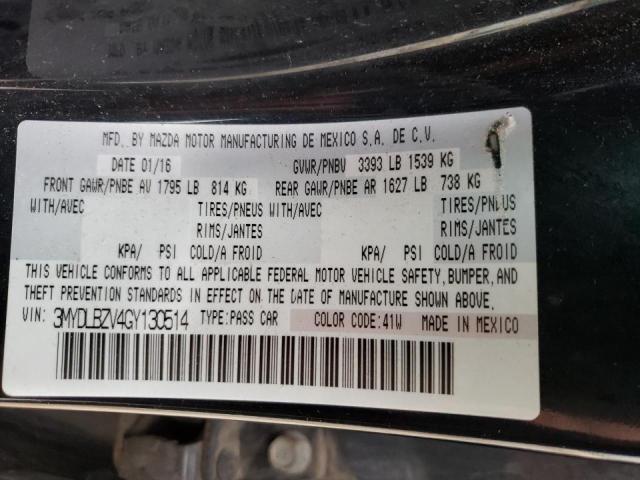 MFD. BY MAZDA MOTOR MANUFACTURING DE MEXICO S.A. DE C.V.
DATE 01/16 GVWR/PNBV 3393 LB 1539 KG
FRONT GAWR/PNBE AV 1795 LB 814 KG REAR GAWR/PNBE AR 1627 LB 738 KG
WITH/AVEC TIRES/PNEUS WITH/AVEC TIRES/PNEUS
RIMS/JANTES RIMS/JANTES
KPA/ PSI COLD/A FROID KPA/ PSI COLD/A FROID
THIS VEHICLE CONFORMS TO ALL APPLICABLE FEDERAL MOTOR VEHICLE SAFETY, BUMPER, AND
THEFT PREVENTION STANDARDS IN EFFECT ON THE DATE OF MANUFACTURE SHOWN ABOVE.
VIN: 3MYDLBZV4GY130514 TYPE:PASS CAR COLOR CODE:41W MADE IN MEXICO